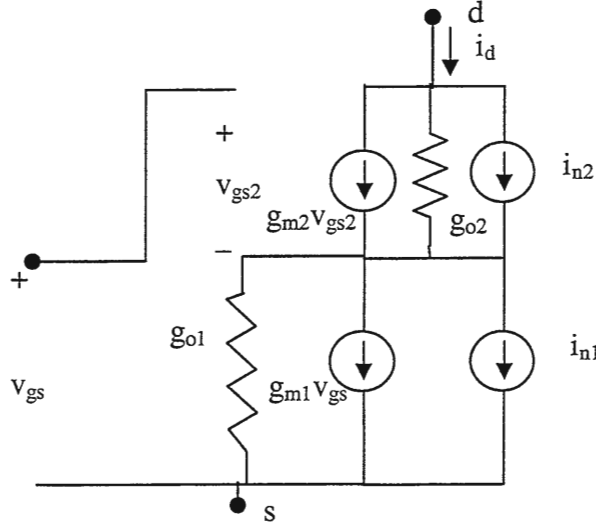 d
i_d
+
v_gs2
g_m2v_gs2
g_o2
i_n2
−
+
g_o1
v_gs
g_m1v_gs
i_n1
s